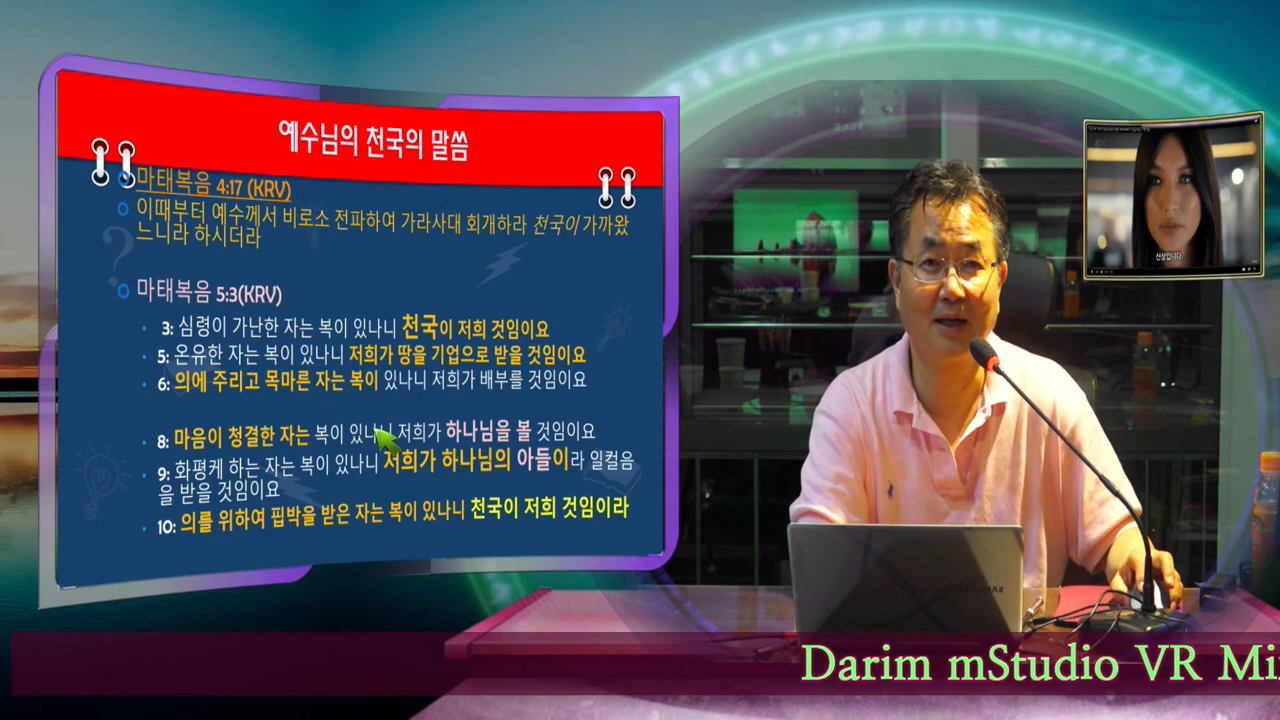 예수님의 천국의 말씀
마태복음 4:17 (KRV)
이때부터 예수께서 비로소 전파하여 가라사대 회개하라 천국이 가까왔
느니라 하시더라
마태복음 5:3(KRV)
3: 심령이 가난한 자는 복이 있나니 천국이 저희 것임이요
5: 온유한 자는 복이 있나니 저희가 땅을 기업으로 받을 것임이요
6: 의에 주리고 목마른 자는 복이 있나니 저희가 배부를 것임이요
8: 마음이 청결한 자는 복이 있나니 저희가 하나님을 볼 것임이요
9: 화평케 하는 자는 복이 있나니 저희가 하나님의 아들이라 일컬음
을 받을 것임이요
10: 의를 위하여 핍박을 받은 자는 복이 있나니 천국이 저희 것임이라
신상입니다
Darim mStudio VR